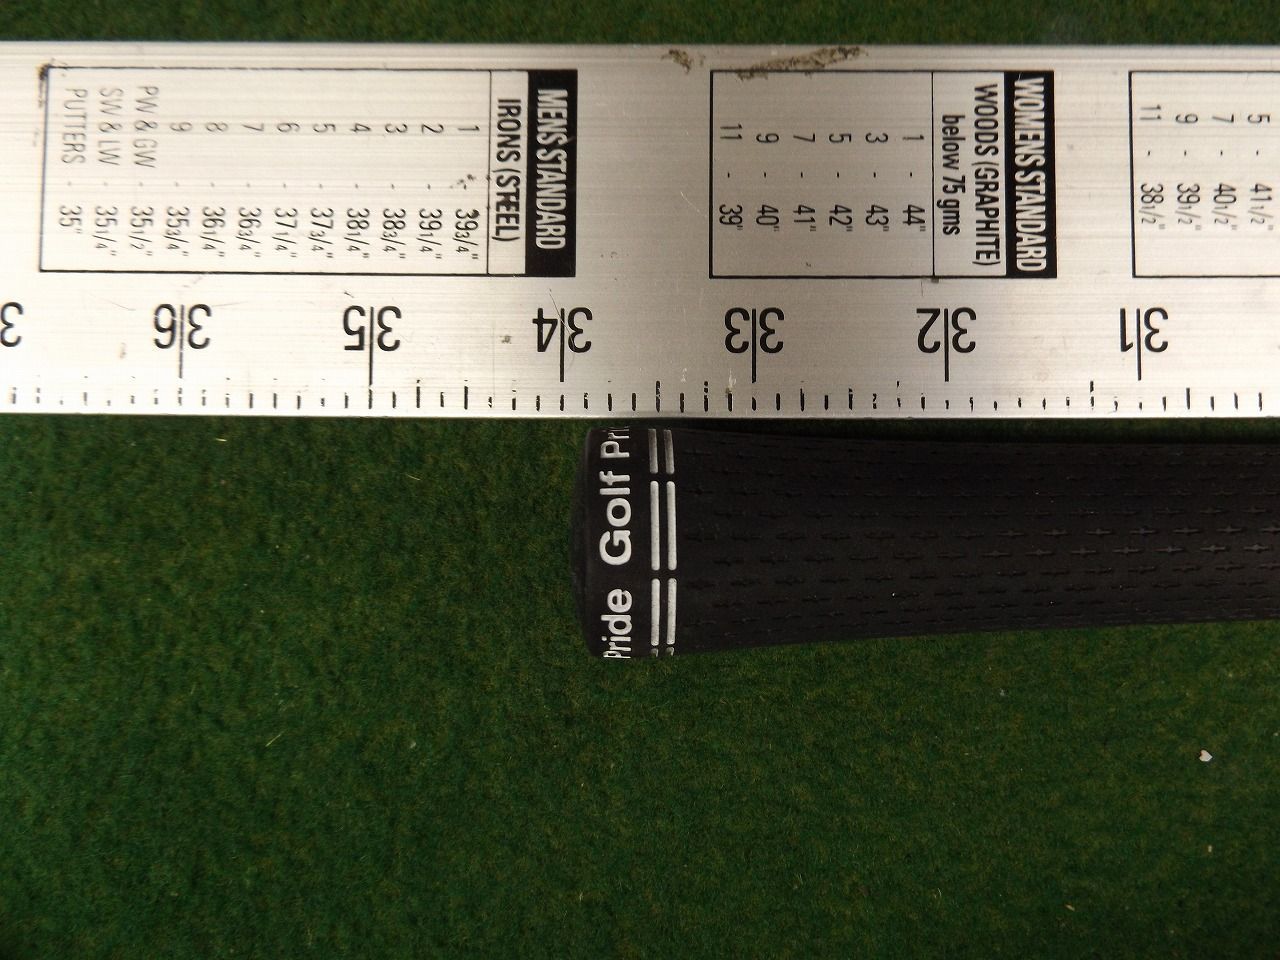 MENS STANDARD
IRONS (STEEL)
1 - 39 3/4"
2 - 39 1/4"
3 - 38 3/4"
4 - 38 1/4"
5 - 37 3/4"
6 - 37 1/4"
7 - 36 3/4"
8 - 36 1/4"
9 - 35 3/4"
PW & GW - 35 1/2"
SW & LW - 35 1/4"
PUTTERS - 35"
WOMENS STANDARD
WOODS (GRAPHITE)
below 75 gms
1 - 44"
3 - 43"
5 - 42"
7 - 41"
9 - 40"
11 - 39"
5 - 41 1/2"
7 - 40 1/2"
9 - 39 1/2"
11 - 38 1/2"
3
36
35
34
33
32
31
Pride Golf Pri